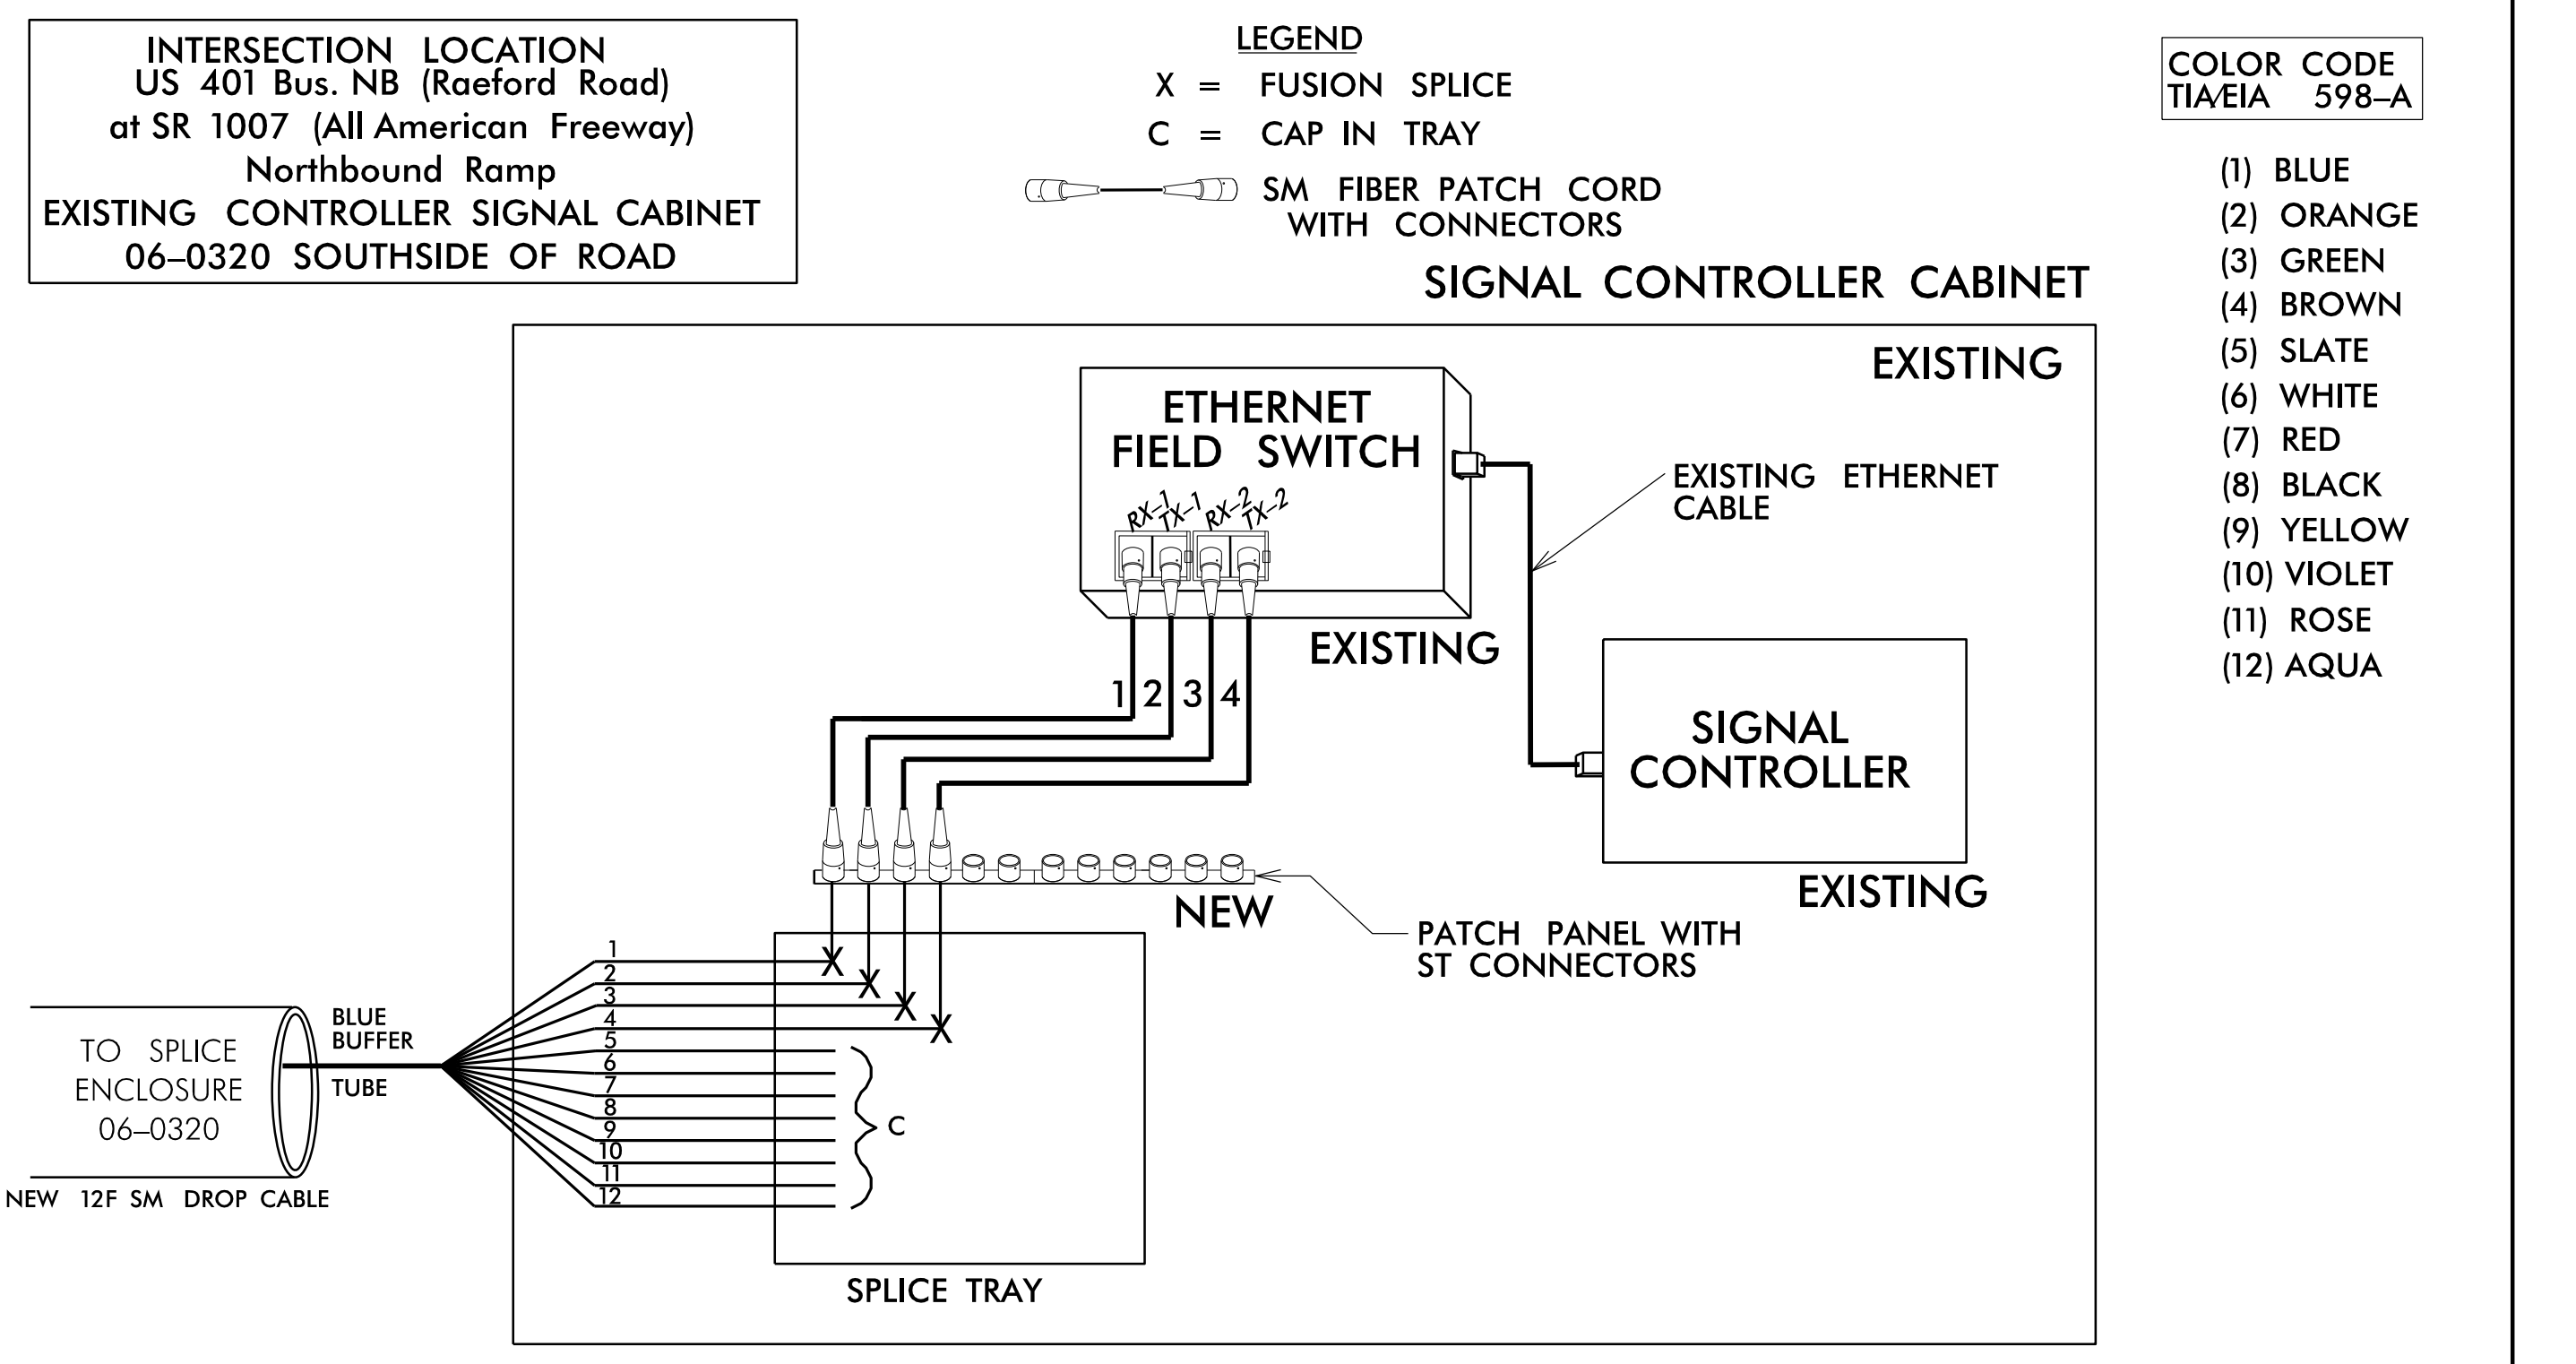 INTERSECTION LOCATION
US 401 Bus. NB (Raeford Road)
at SR 1007 (All American Freeway)
Northbound Ramp
EXISTING CONTROLLER SIGNAL CABINET
06-0320 SOUTHSIDE OF ROAD
LEGEND
X = FUSION SPLICE
C = CAP IN TRAY
SM FIBER PATCH CORD
WITH CONNECTORS
COLOR CODE
TIA/EIA 598-A
(1) BLUE
(2) ORANGE
(3) GREEN
(4) BROWN
(5) SLATE
(6) WHITE
(7) RED
(8) BLACK
(9) YELLOW
(10) VIOLET
(11) ROSE
(12) AQUA
SIGNAL CONTROLLER CABINET
EXISTING
ETHERNET
FIELD SWITCH
RX-1 TX-1 RX-2 TX-2
EXISTING
EXISTING ETHERNET
CABLE
1 2 3 4
SIGNAL
CONTROLLER
EXISTING
NEW
PATCH PANEL WITH
ST CONNECTORS
1
2
3
4
5
6
7
8
9
10
11
12
X
X
X
X
C
SPLICE TRAY
BLUE
BUFFER
TUBE
TO SPLICE
ENCLOSURE
06-0320
NEW 12F SM DROP CABLE